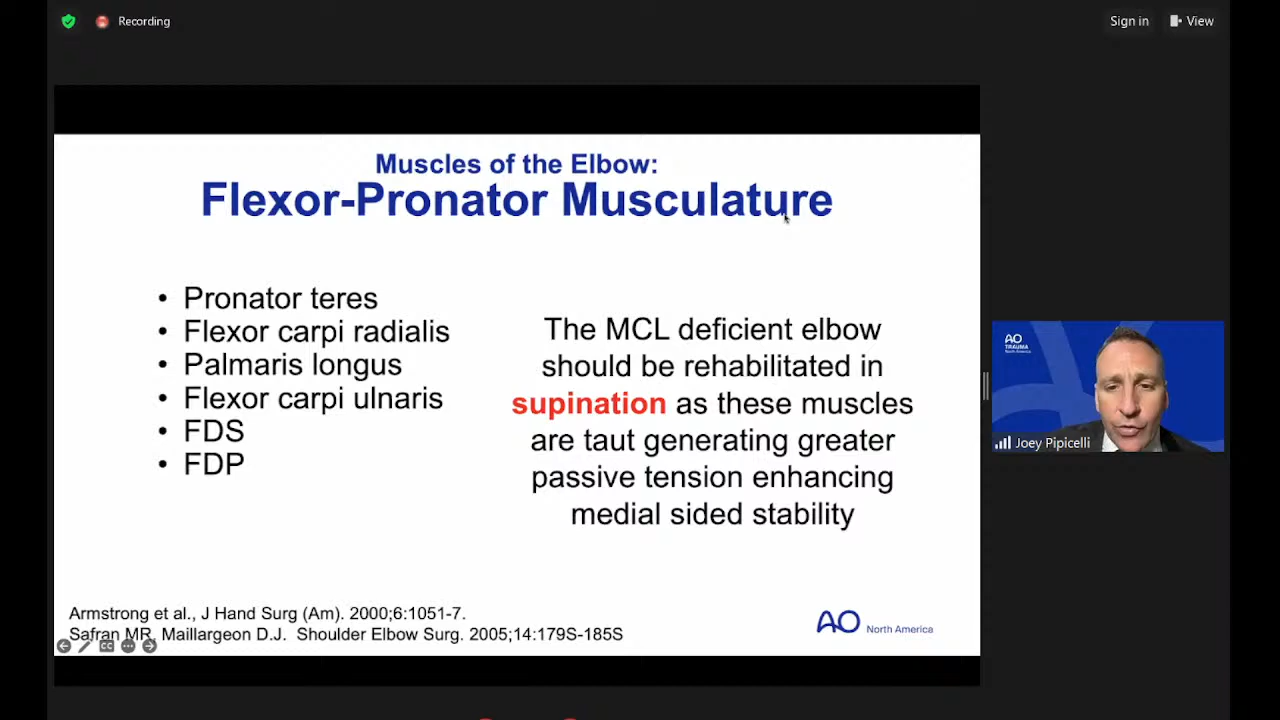 Recording
Sign in
View
Muscles of the Elbow:
Flexor-Pronator Musculature
• Pronator teres
• Flexor carpi radialis
• Palmaris longus
• Flexor carpi ulnaris
• FDS
• FDP
The MCL deficient elbow
should be rehabilitated in
supination as these muscles
are taut generating greater
passive tension enhancing
medial sided stability
Armstrong et al., J Hand Surg (Am). 2000;6:1051-7.
Safran MR, Maillargeon D.J. Shoulder Elbow Surg. 2005;14:179S-185S
CC
AO North America
AO
TRAUMA
North America
Joey Pipicelli